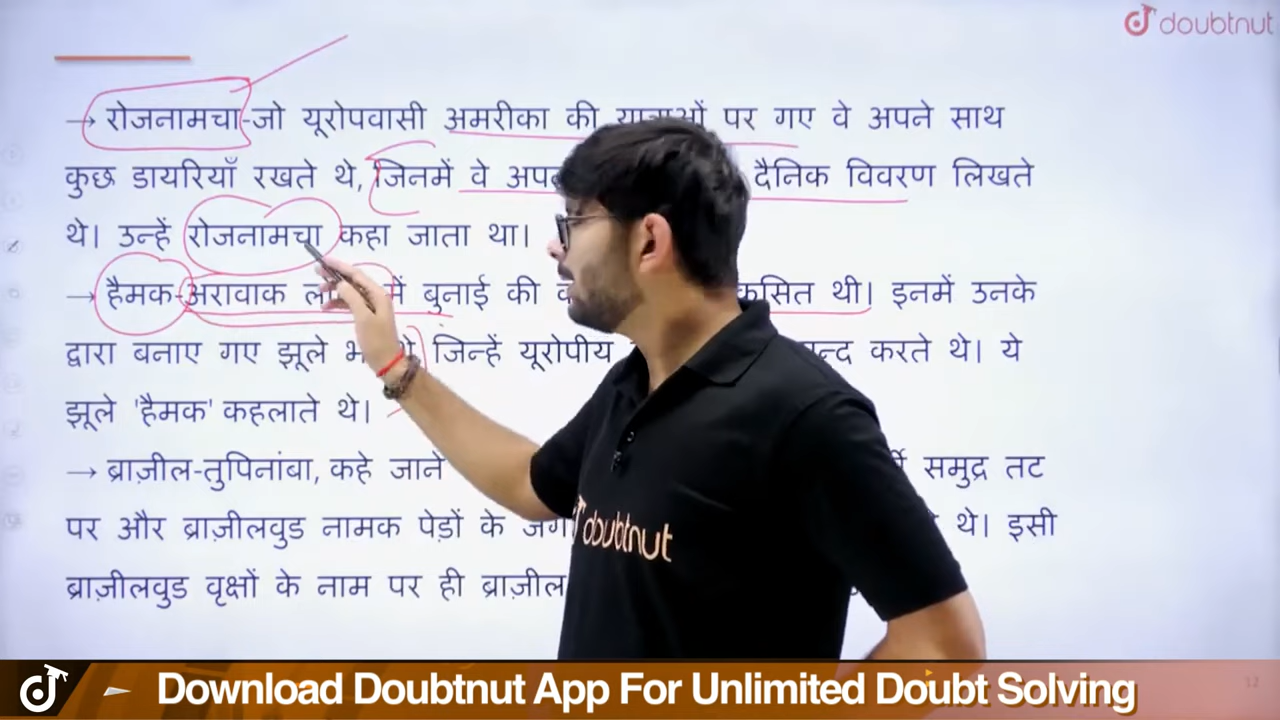 doubtnut
→ रोजनामचा-जो यूरोपवासी अमरीका की यात्राओं पर गए वे अपने साथ
कुछ डायरियाँ रखते थे, जिनमें वे दैनिक विवरण लिखते
थे। उन्हें रोजनामचा कहा जाता था।
→ हैमक-अरावाक में बुनाई की थी। इनमें उनके
द्वारा बनाए गए झूले जिन्हें यूरोपीय करते थे। ये
झूले 'हैमक' कहलाते थे।
→ ब्राज़ील-तुपिनांबा, कहे जाने समुद्र तट
पर और ब्राज़ीलवुड नामक पेड़ों के थे। इसी
ब्राज़ीलवुड वृक्षों के नाम पर ही ब्राज़ील
doubtnut
Download Doubtnut App For Unlimited Doubt Solving
12